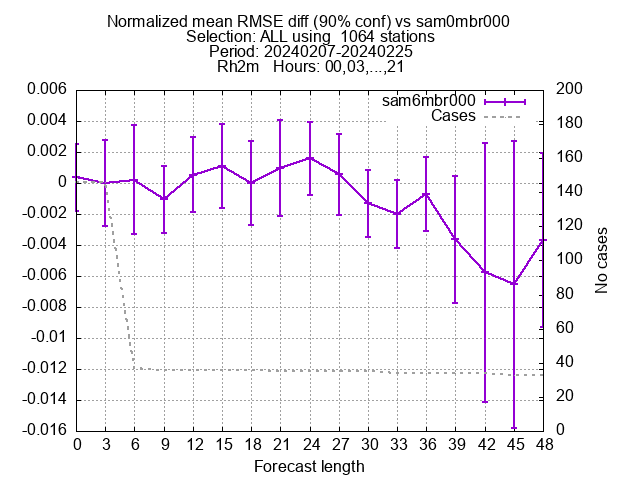 Normalized mean RMSE diff (90% conf) vs sam0mbr000
Selection: ALL using  1064 stations
Period: 20240207-20240225
Rh2m   Hours: 00,03,...,21
sam6mbr000
Cases
0.006
0.004
0.002
0
-0.002
-0.004
-0.006
-0.008
-0.01
-0.012
-0.014
-0.016
200
180
160
140
120
100
80
60
40
20
0
No cases
0 3 6 9 12 15 18 21 24 27 30 33 36 39 42 45 48
Forecast length